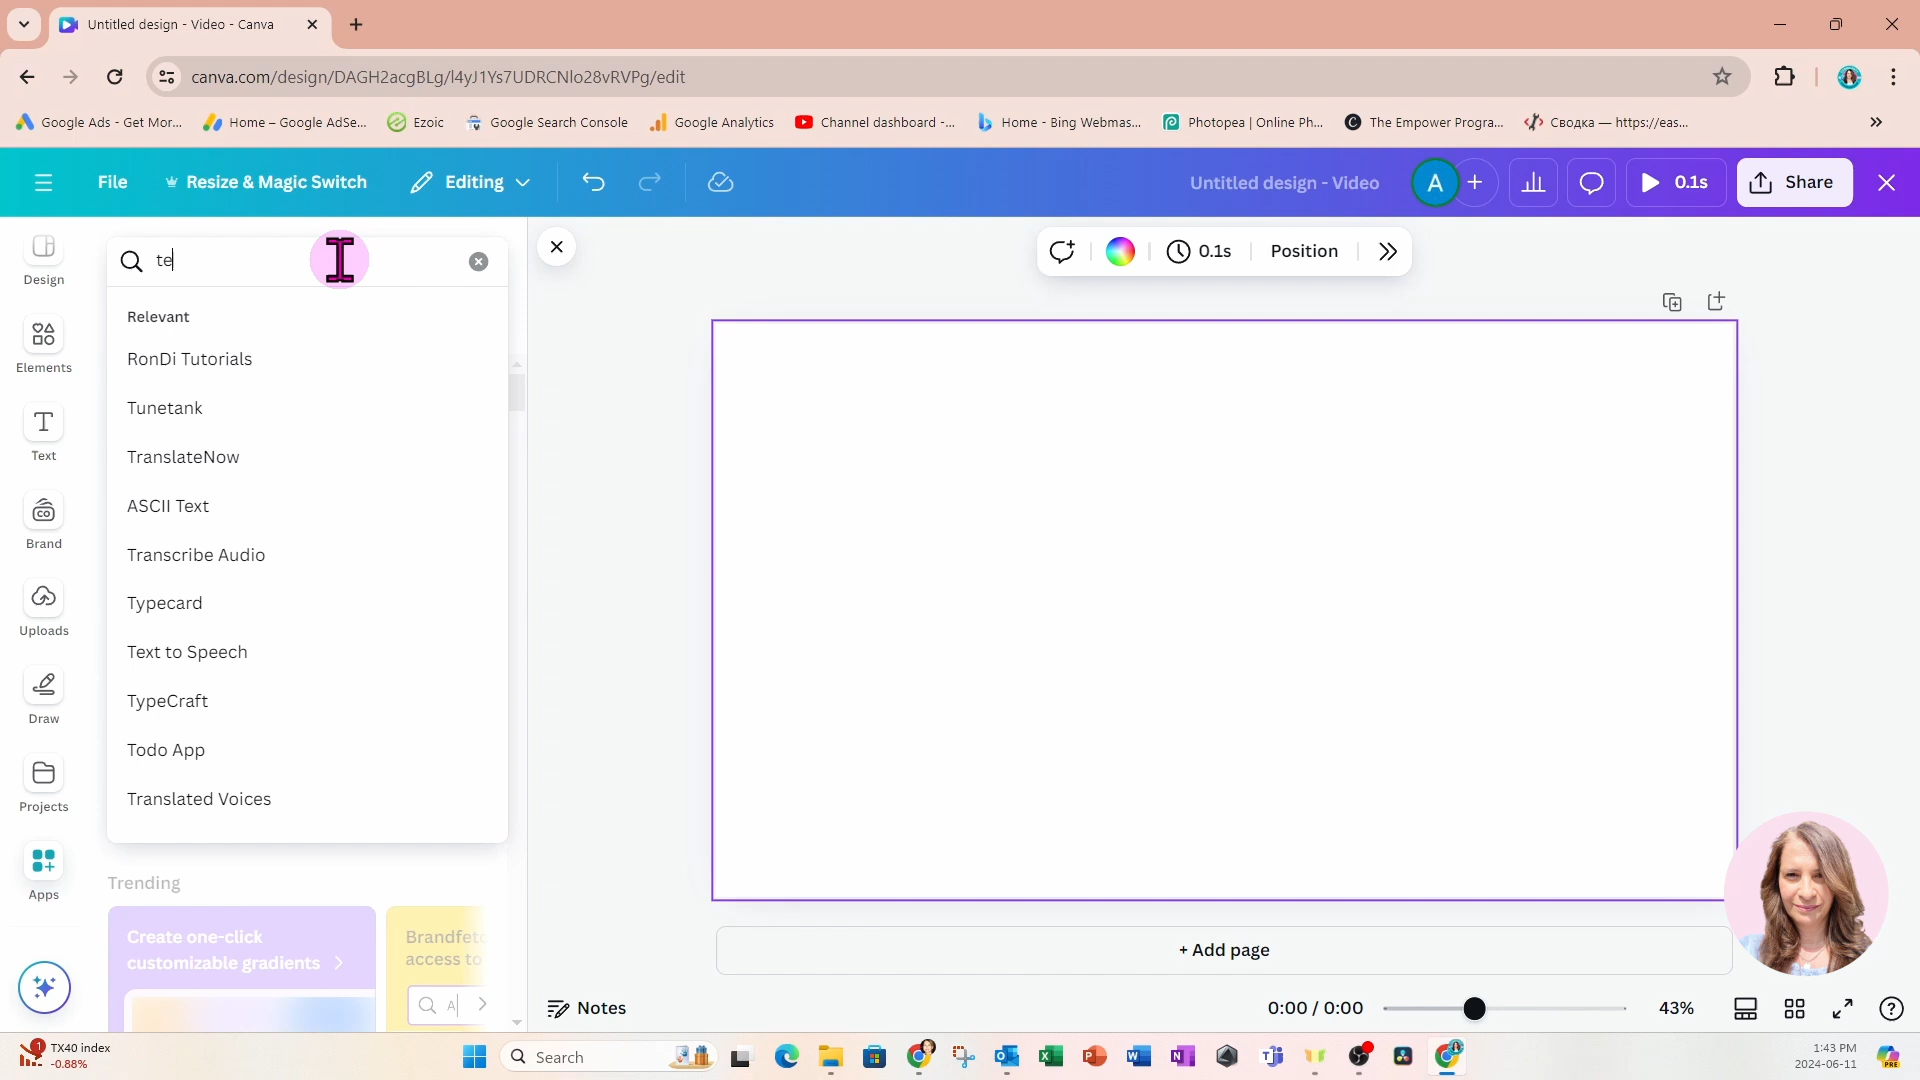 Untitled design - Video - Canva
canva.com/design/DAGH2acgBLg/l4yJ1Ys7UDRCNlo28vRVPg/edit
Google Ads - Get Mor...
Home – Google AdSe...
Ezoic
Google Search Console
Google Analytics
Channel dashboard -...
Home - Bing Webmas...
Photopea | Online Ph...
The Empower Progra...
Сводка — https://eas...
File
Resize & Magic Switch
Editing
Untitled design - Video
A
0.1s
Share
te
0.1s
Position
Design
Elements
Text
Brand
Uploads
Draw
Projects
Apps
Relevant
RonDi Tutorials
Tunetank
TranslateNow
ASCII Text
Transcribe Audio
Typecard
Text to Speech
TypeCraft
Todo App
Translated Voices
Trending
Create one-click
customizable gradients
Brandfetc
access to
A
+ Add page
Notes
0:00 / 0:00
43%
1
TX40 index
-0.88%
Search
1:43 PM
2024-06-11